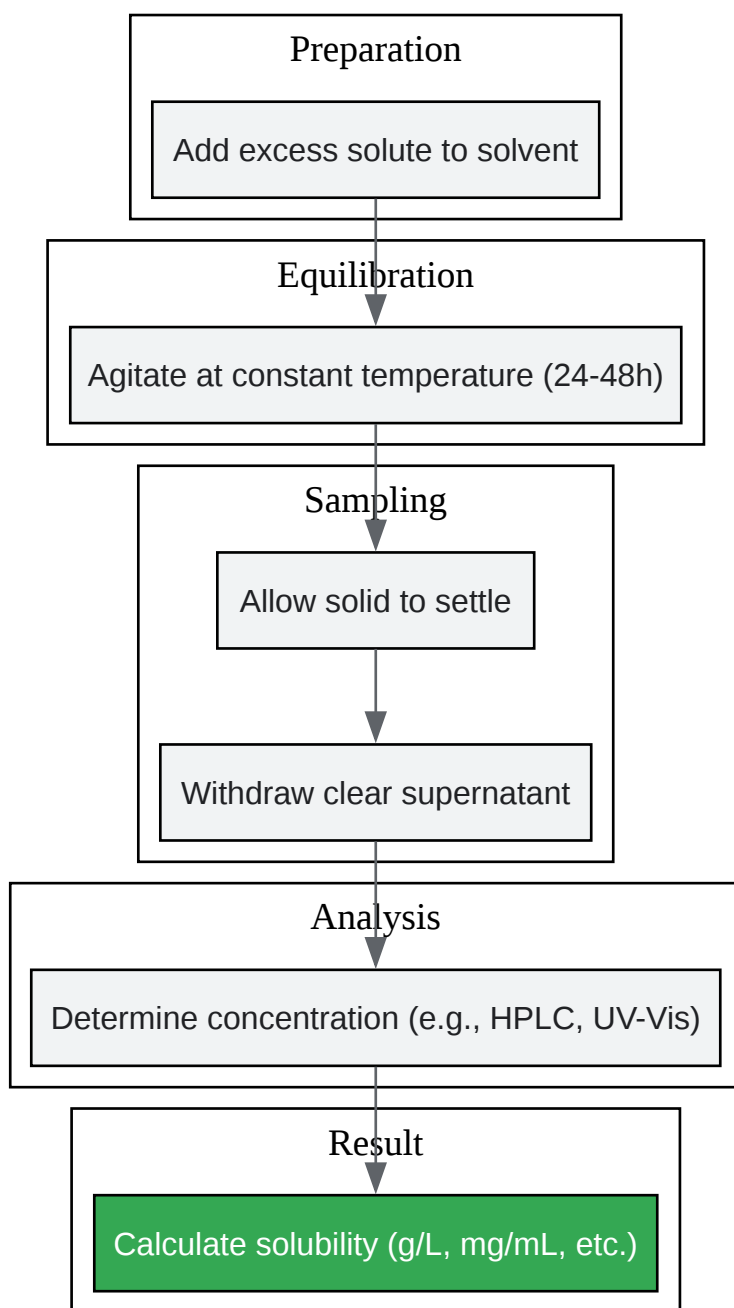 Preparation
Add excess solute to solvent
Equilibration
Agitate at constant temperature (24-48h)
Sampling
Allow solid to settle
Withdraw clear supernatant
Analysis
Determine concentration (e.g., HPLC, UV-Vis)
Result
Calculate solubility (g/L, mg/mL, etc.)